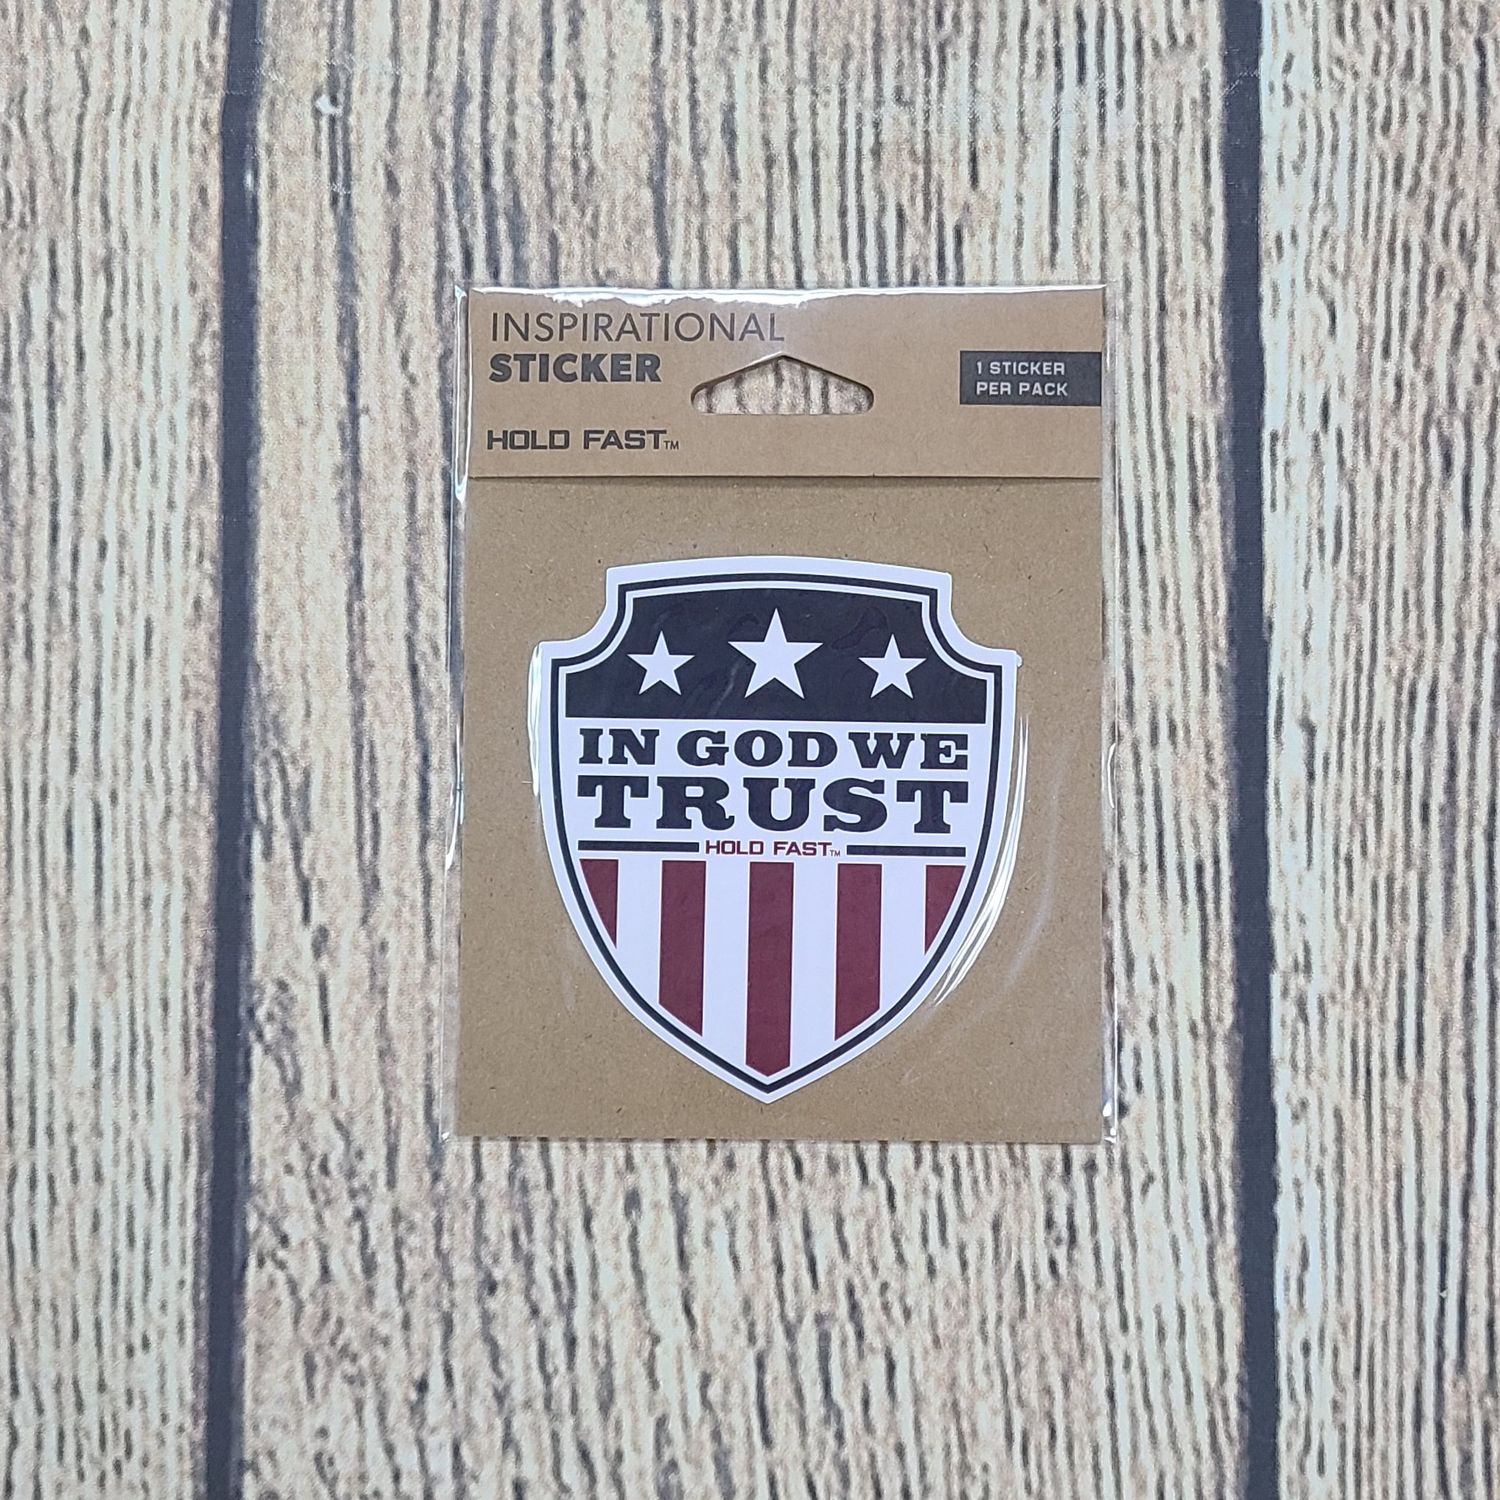 INSPIRATIONAL
STICKER
HOLD FAST™
1 STICKER
PER PACK
IN GOD WE
TRUST
HOLD FAST™